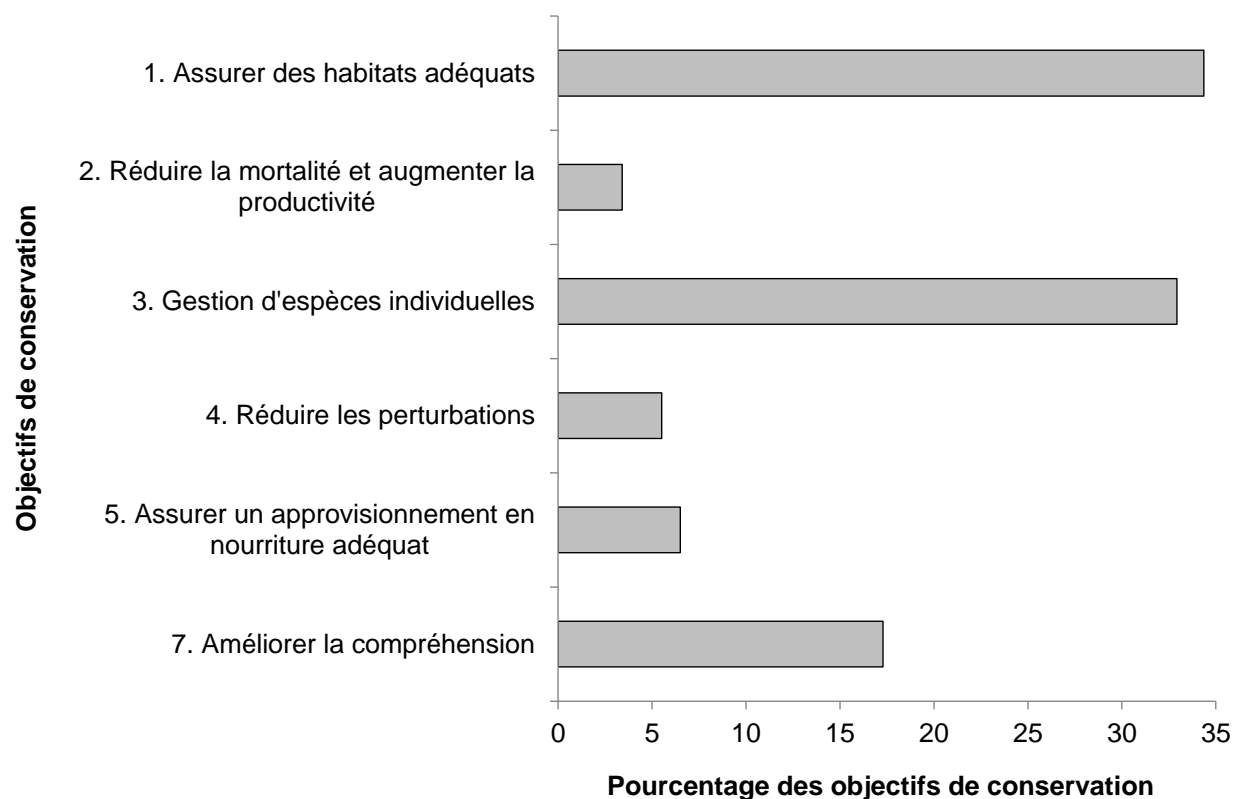 1. Assurer des habitats adéquats
2. Réduire la mortalité et augmenter la
productivité
3. Gestion d'espèces individuelles
4. Réduire les perturbations
5. Assurer un approvisionnement en
nourriture adéquat
7. Améliorer la compréhension
Objectifs de conservation
0 5 10 15 20 25 30 35
Pourcentage des objectifs de conservation